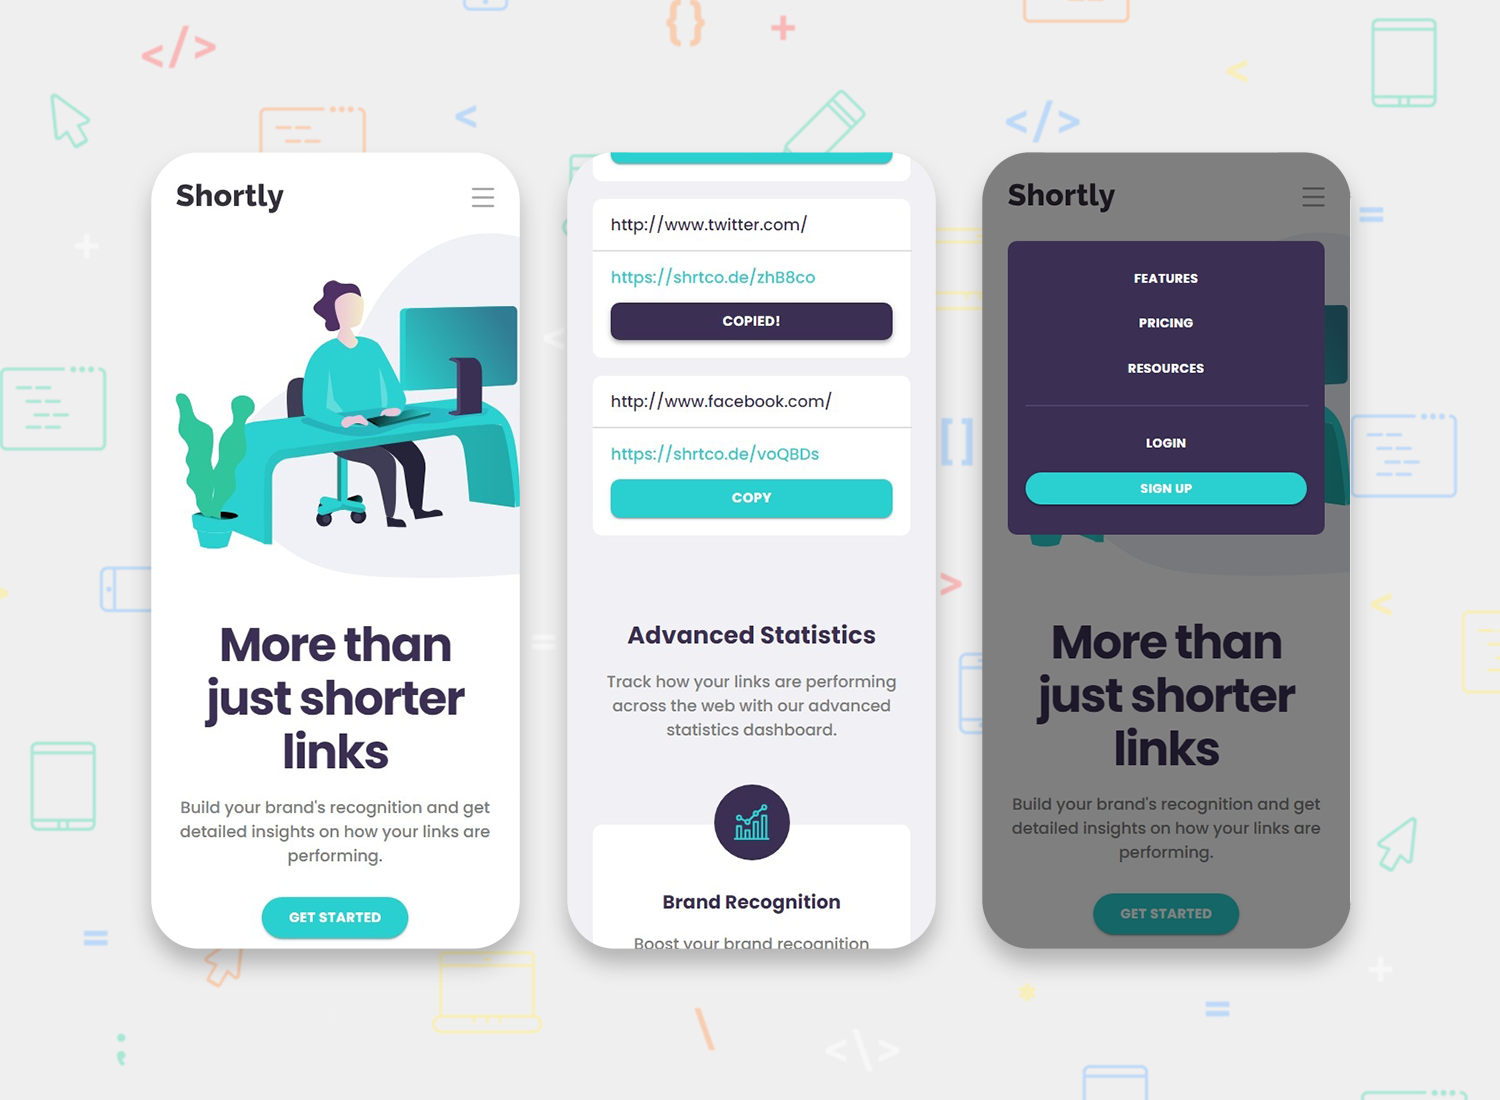 Shortly
More than
just shorter
links
Build your brand's recognition and get
detailed insights on how your links are
performing.
GET STARTED
http://www.twitter.com/
https://shrtco.de/zhB8co
COPIED!
http://www.facebook.com/
https://shrtco.de/voQBDs
COPY
Advanced Statistics
Track how your links are performing
across the web with our advanced
statistics dashboard.
Brand Recognition
Boost your brand recognition
Shortly
FEATURES
PRICING
RESOURCES
LOGIN
SIGN UP
More than
just shorter
links
Build your brand's recognition and get
detailed insights on how your links are
performing.
GET STARTED